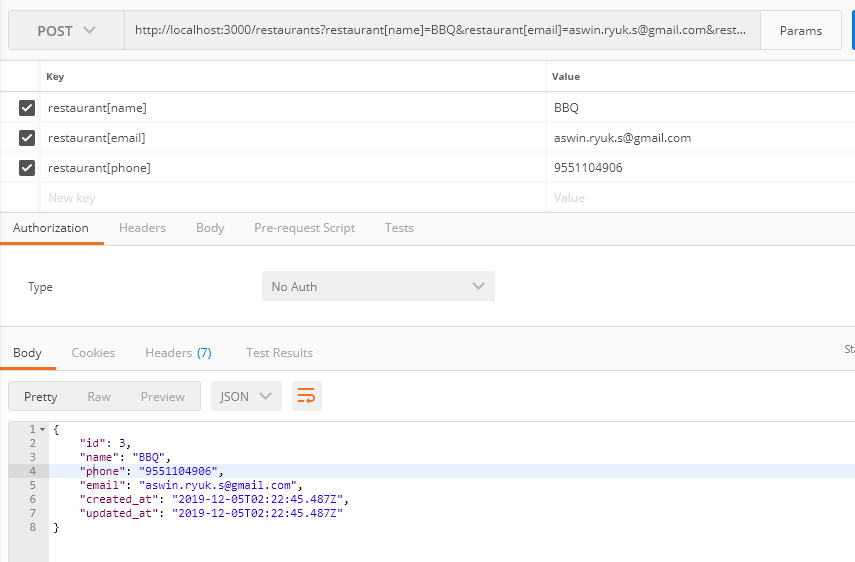 POST http://localhost:3000/restaurants?restaurant[name]=BBQ&restaurant[email]=aswin.ryuk.s@gmail.com&rest... Params
Key Value
restaurant[name] BBQ
restaurant[email] aswin.ryuk.s@gmail.com
restaurant[phone] 9551104906
New key Value
Authorization Headers Body Pre-request Script Tests
Type No Auth
Body Cookies Headers (7) Test Results
Pretty Raw Preview JSON
1 {
2 "id": 3,
3 "name": "BBQ",
4 "phone": "9551104906",
5 "email": "aswin.ryuk.s@gmail.com",
6 "created_at": "2019-12-05T02:22:45.487Z",
7 "updated_at": "2019-12-05T02:22:45.487Z"
8 }